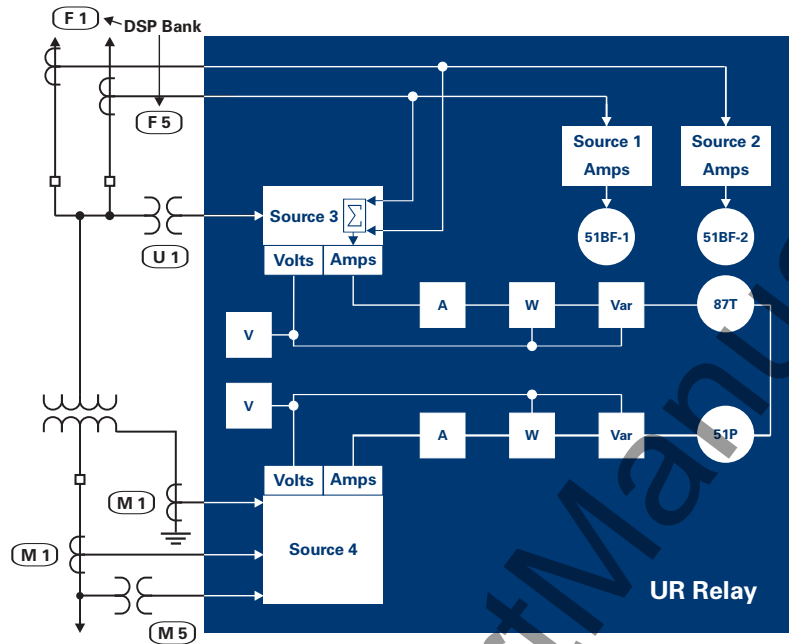 F 1
DSP Bank
F 5
Source 1
Amps
Source 2
Amps
Source 3
Σ
51BF-1
51BF-2
U 1
Volts
Amps
A
W
Var
87T
V
V
A
W
Var
51P
Volts
Amps
M 1
Source 4
M 1
UR Relay
M 5